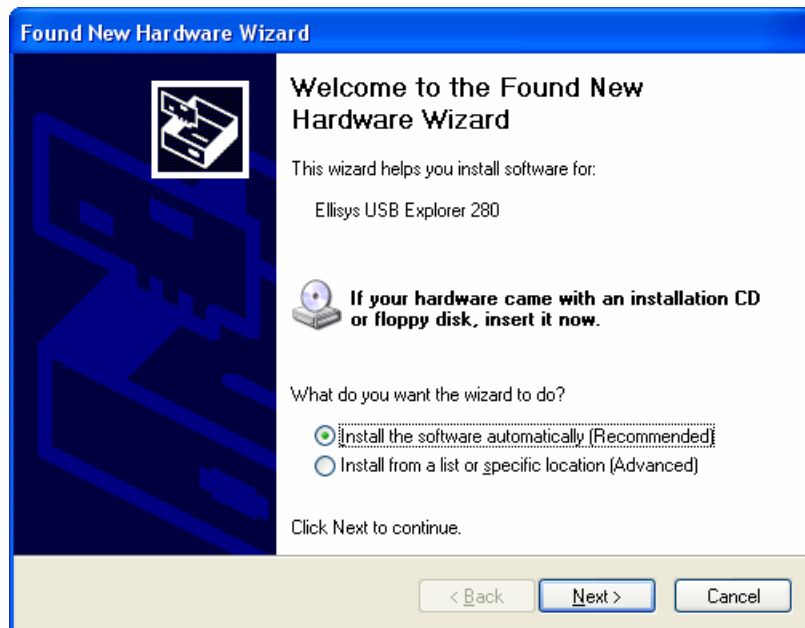 Found New Hardware Wizard
Welcome to the Found New
Hardware Wizard
This wizard helps you install software for:
Ellisys USB Explorer 280
If your hardware came with an installation CD
or floppy disk, insert it now.
What do you want the wizard to do?
Install the software automatically (Recommended)
Install from a list or specific location (Advanced)
Click Next to continue.
< Back Next > Cancel